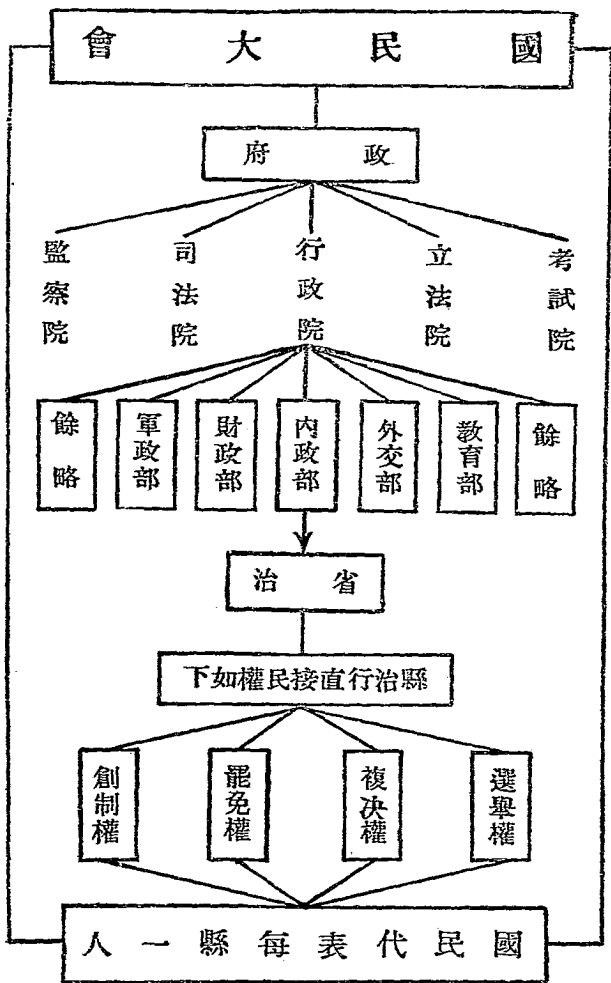 國民大會
政府
考試院
立法院
行政院
司法院
監察院
餘略
教育部
外交部
内政部
財政部
軍政部
餘略
省治
縣治行直接民權如下
選舉權
複决權
罷免權
創制權
國民代表每縣一人